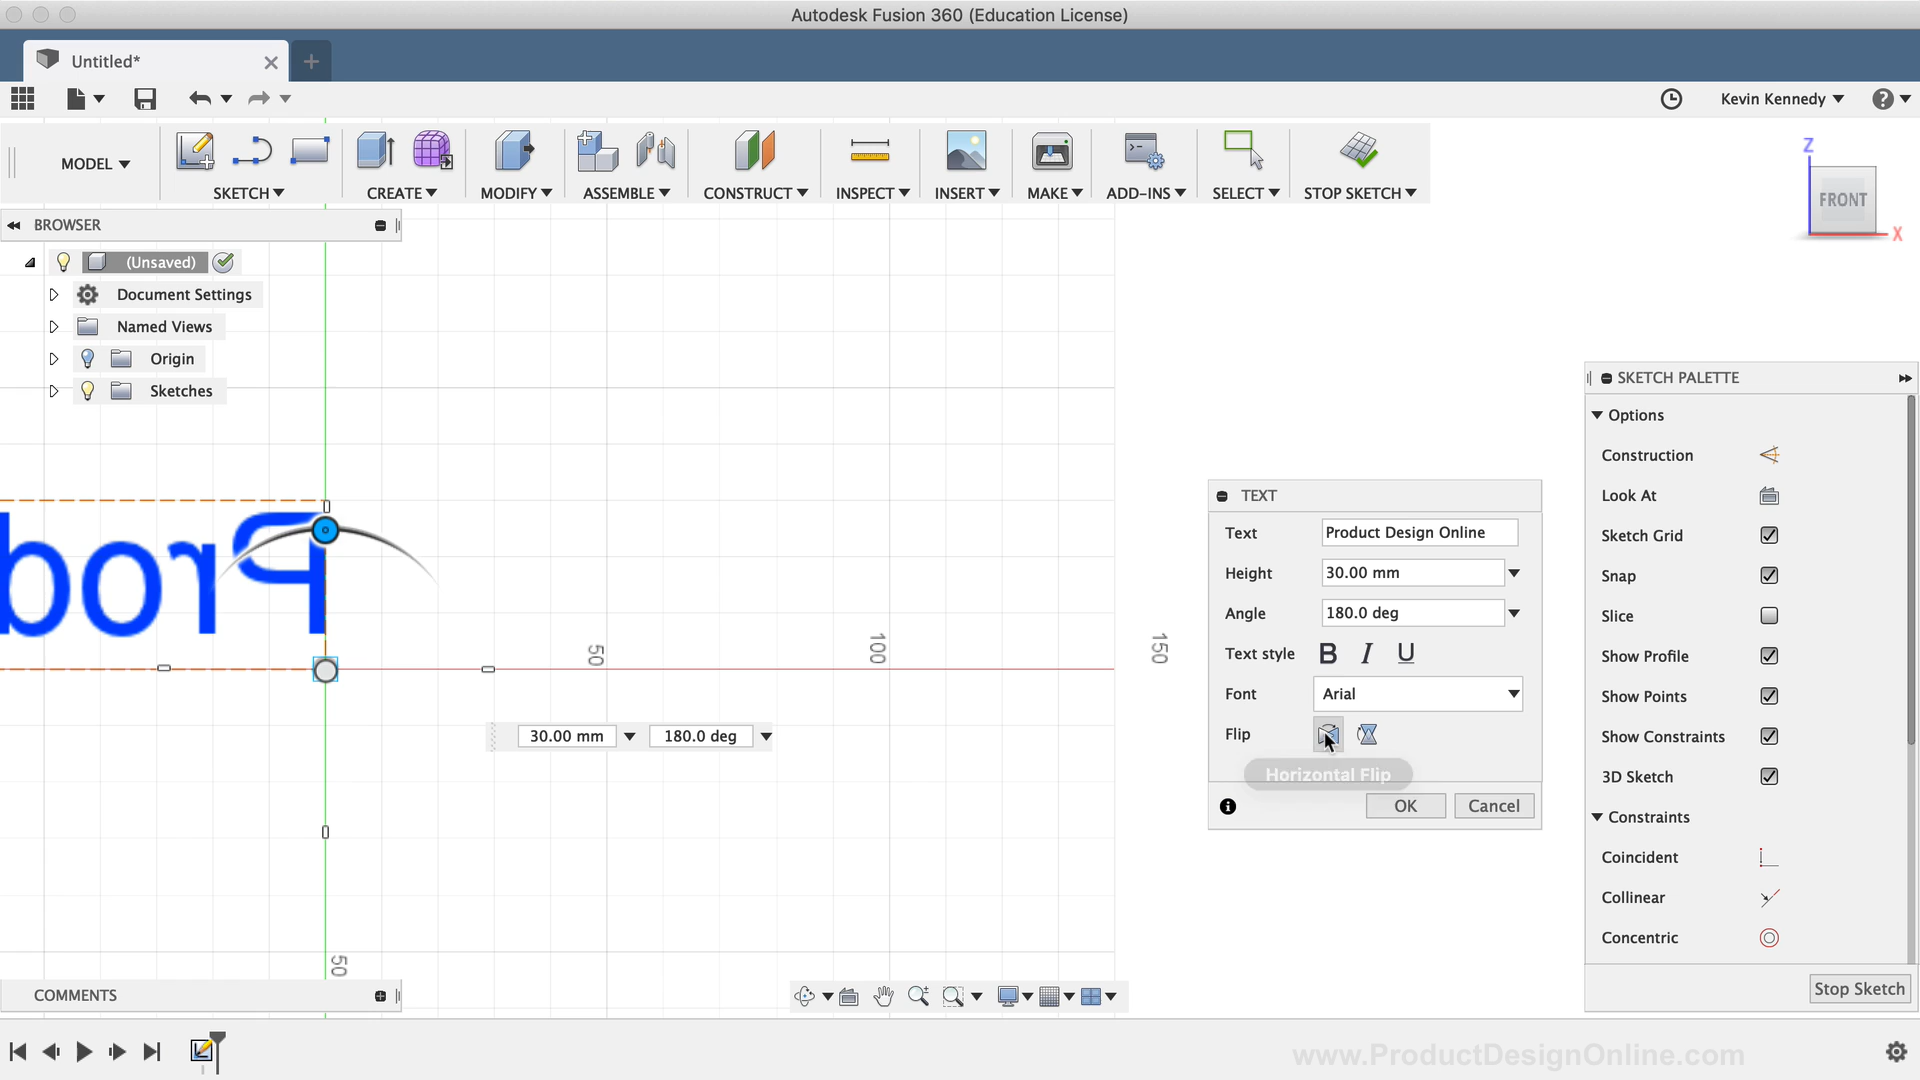 Autodesk Fusion 360 (Education License)
Untitled*
Kevin Kennedy
MODEL
SKETCH
CREATE
MODIFY
ASSEMBLE
CONSTRUCT
INSPECT
INSERT
MAKE
ADD-INS
SELECT
STOP SKETCH
Z
FRONT
X
BROWSER
(Unsaved)
Document Settings
Named Views
Origin
Sketches
Prod
50
100
150
50
30.00 mm
180.0 deg
TEXT
Text
Product Design Online
Height
30.00 mm
Angle
180.0 deg
Text style
B I U
Font
Arial
Flip
Horizontal Flip
OK
Cancel
SKETCH PALETTE
Options
Construction
Look At
Sketch Grid
Snap
Slice
Show Profile
Show Points
Show Constraints
3D Sketch
Constraints
Coincident
Collinear
Concentric
Stop Sketch
COMMENTS
www.ProductDesignOnline.com